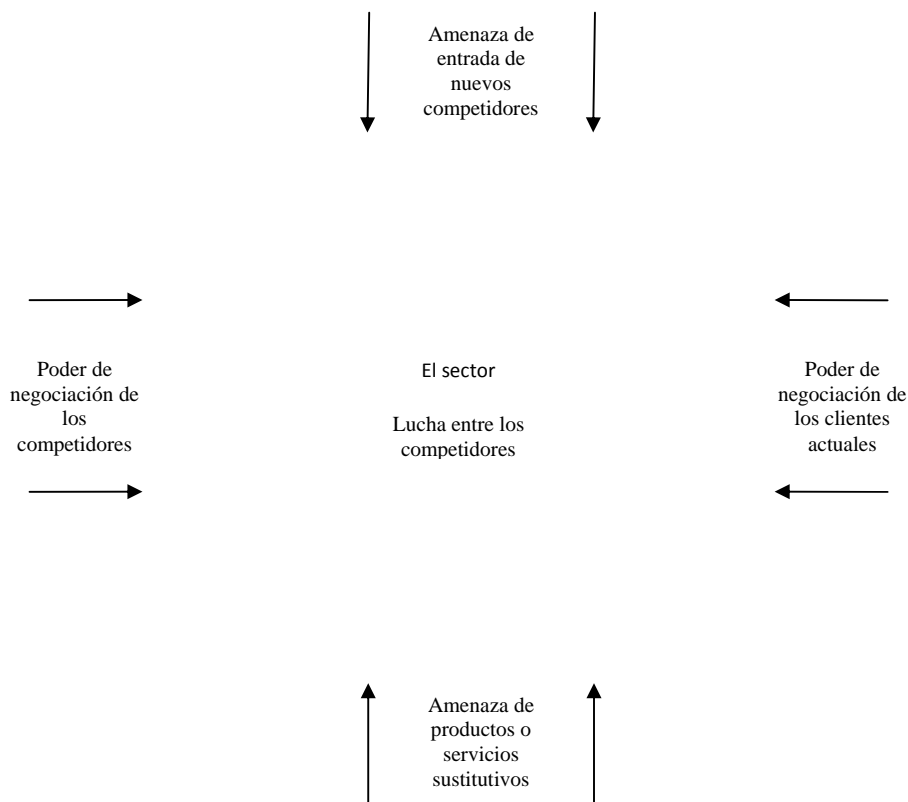 Amenaza de
entrada de
nuevos
competidores
Poder de
negociación de
los
competidores
El sector
Lucha entre los
competidores
Poder de
negociación de
los clientes
actuales
Amenaza de
productos o
servicios
sustitutivos